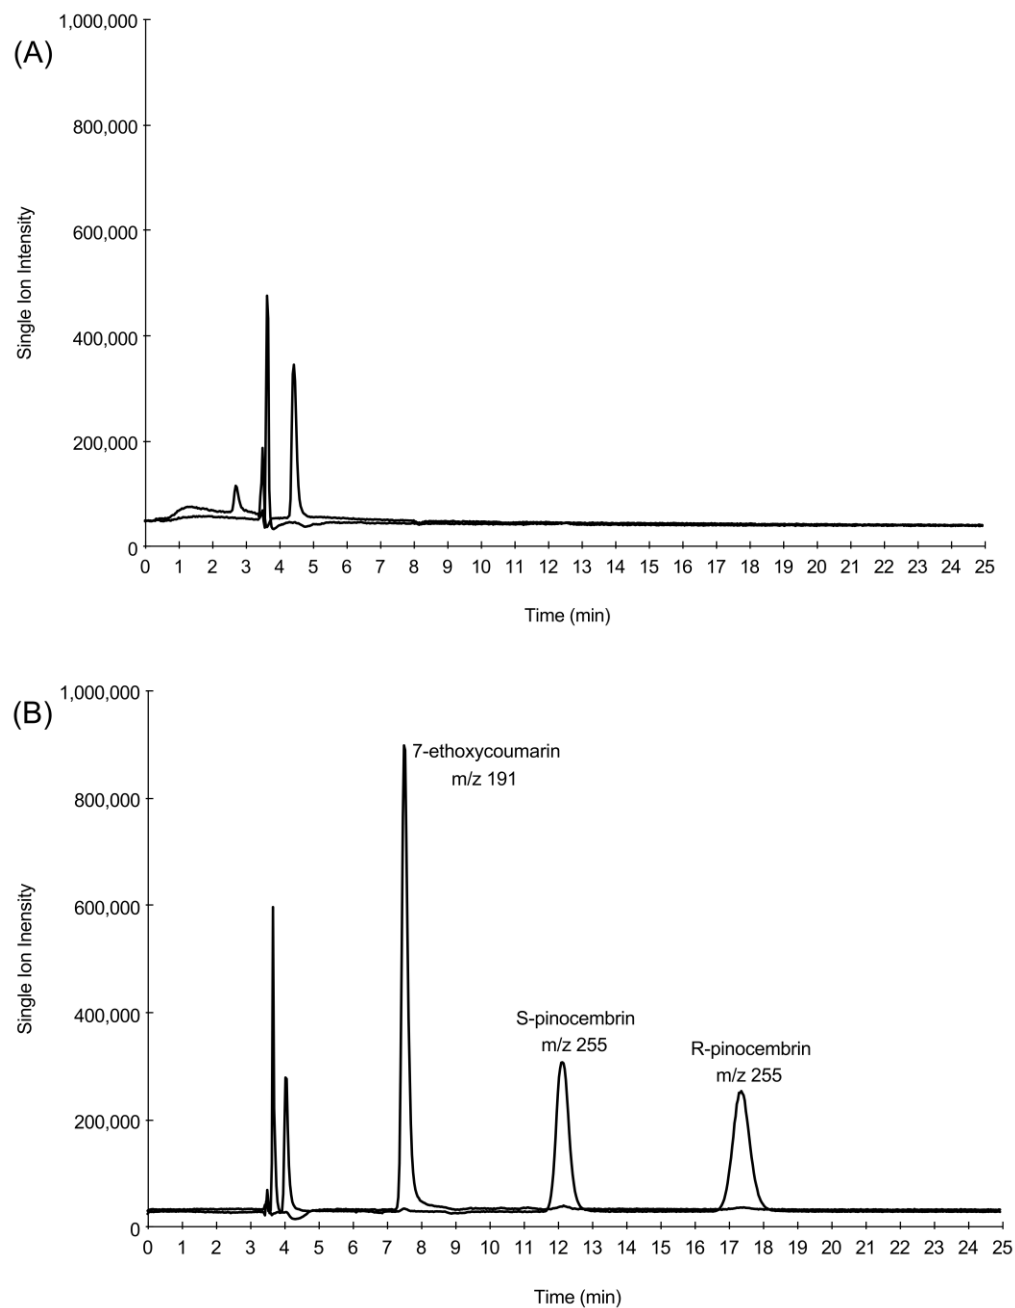 (A)
1,000,000
800,000
600,000
400,000
200,000
0
Single Ion Intensity
0 1 2 3 4 5 6 7 8 9 10 11 12 13 14 15 16 17 18 19 20 21 22 23 24 25
Time (min)
(B)
1,000,000
800,000
600,000
400,000
200,000
0
Single Ion Inensity
7-ethoxycoumarin
m/z 191
S-pinocembrin
m/z 255
R-pinocembrin
m/z 255
0 1 2 3 4 5 6 7 8 9 10 11 12 13 14 15 16 17 18 19 20 21 22 23 24 25
Time (min)